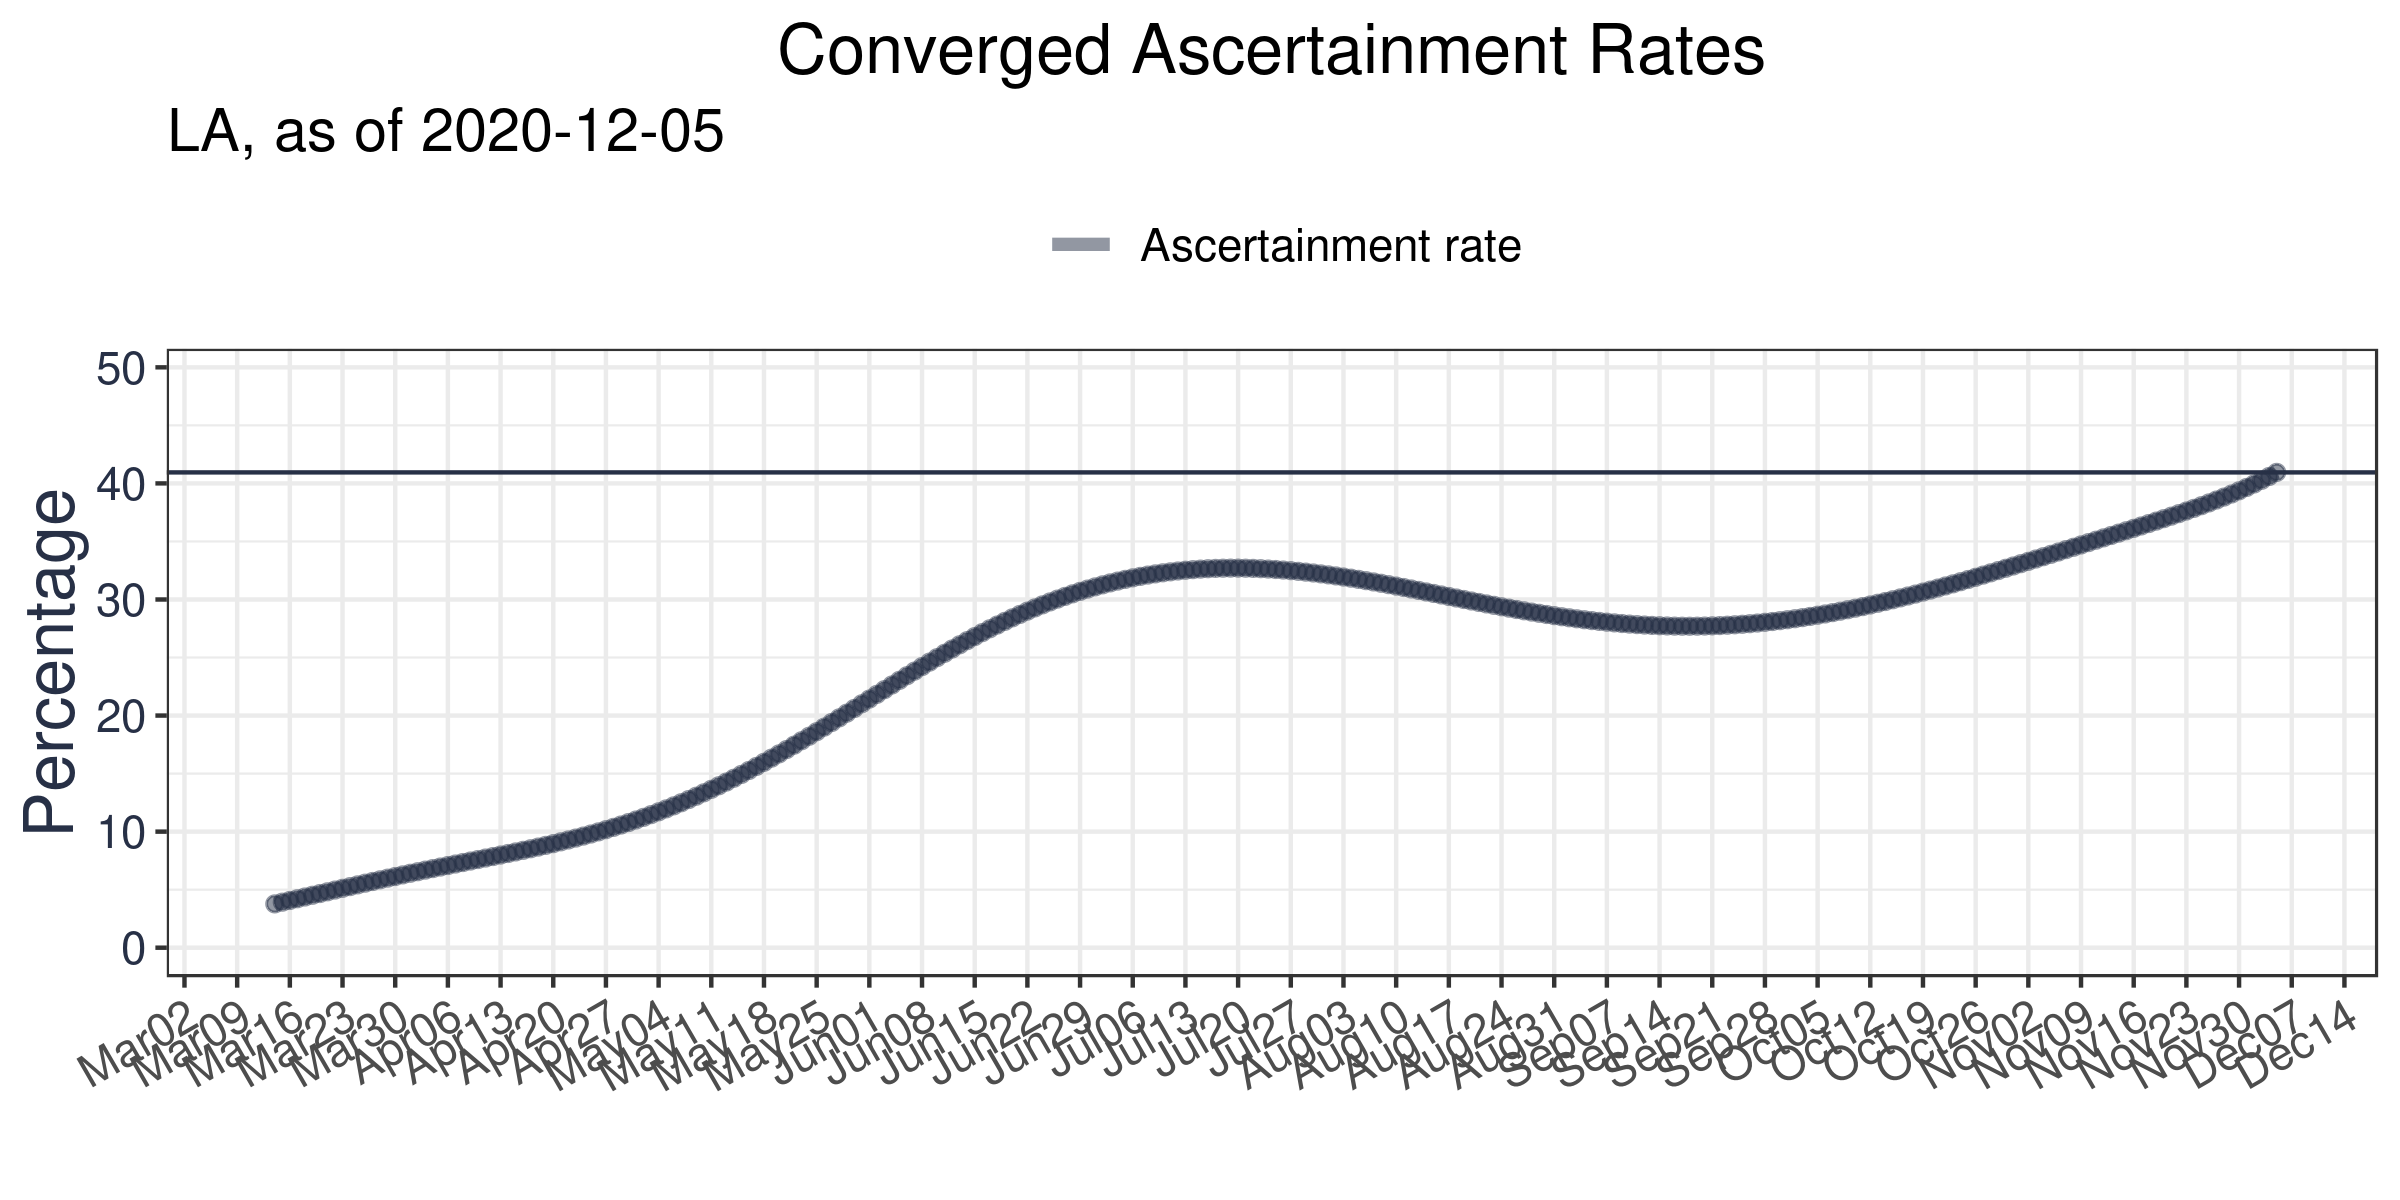 Converged Ascertainment Rates
LA, as of 2020-12-05
Ascertainment rate
Percentage
50
40
30
20
10
0
Mar02
Mar09
Mar16
Mar23
Mar30
Apr06
Apr13
Apr20
Apr27
May04
May11
May18
May25
Jun01
Jun08
Jun15
Jun22
Jun29
Jul06
Jul13
Jul20
Jul27
Aug03
Aug10
Aug17
Aug24
Aug31
Sep07
Sep14
Sep21
Sep28
Oct05
Oct12
Oct19
Oct26
Nov02
Nov09
Nov16
Nov23
Nov30
Dec07
Dec14